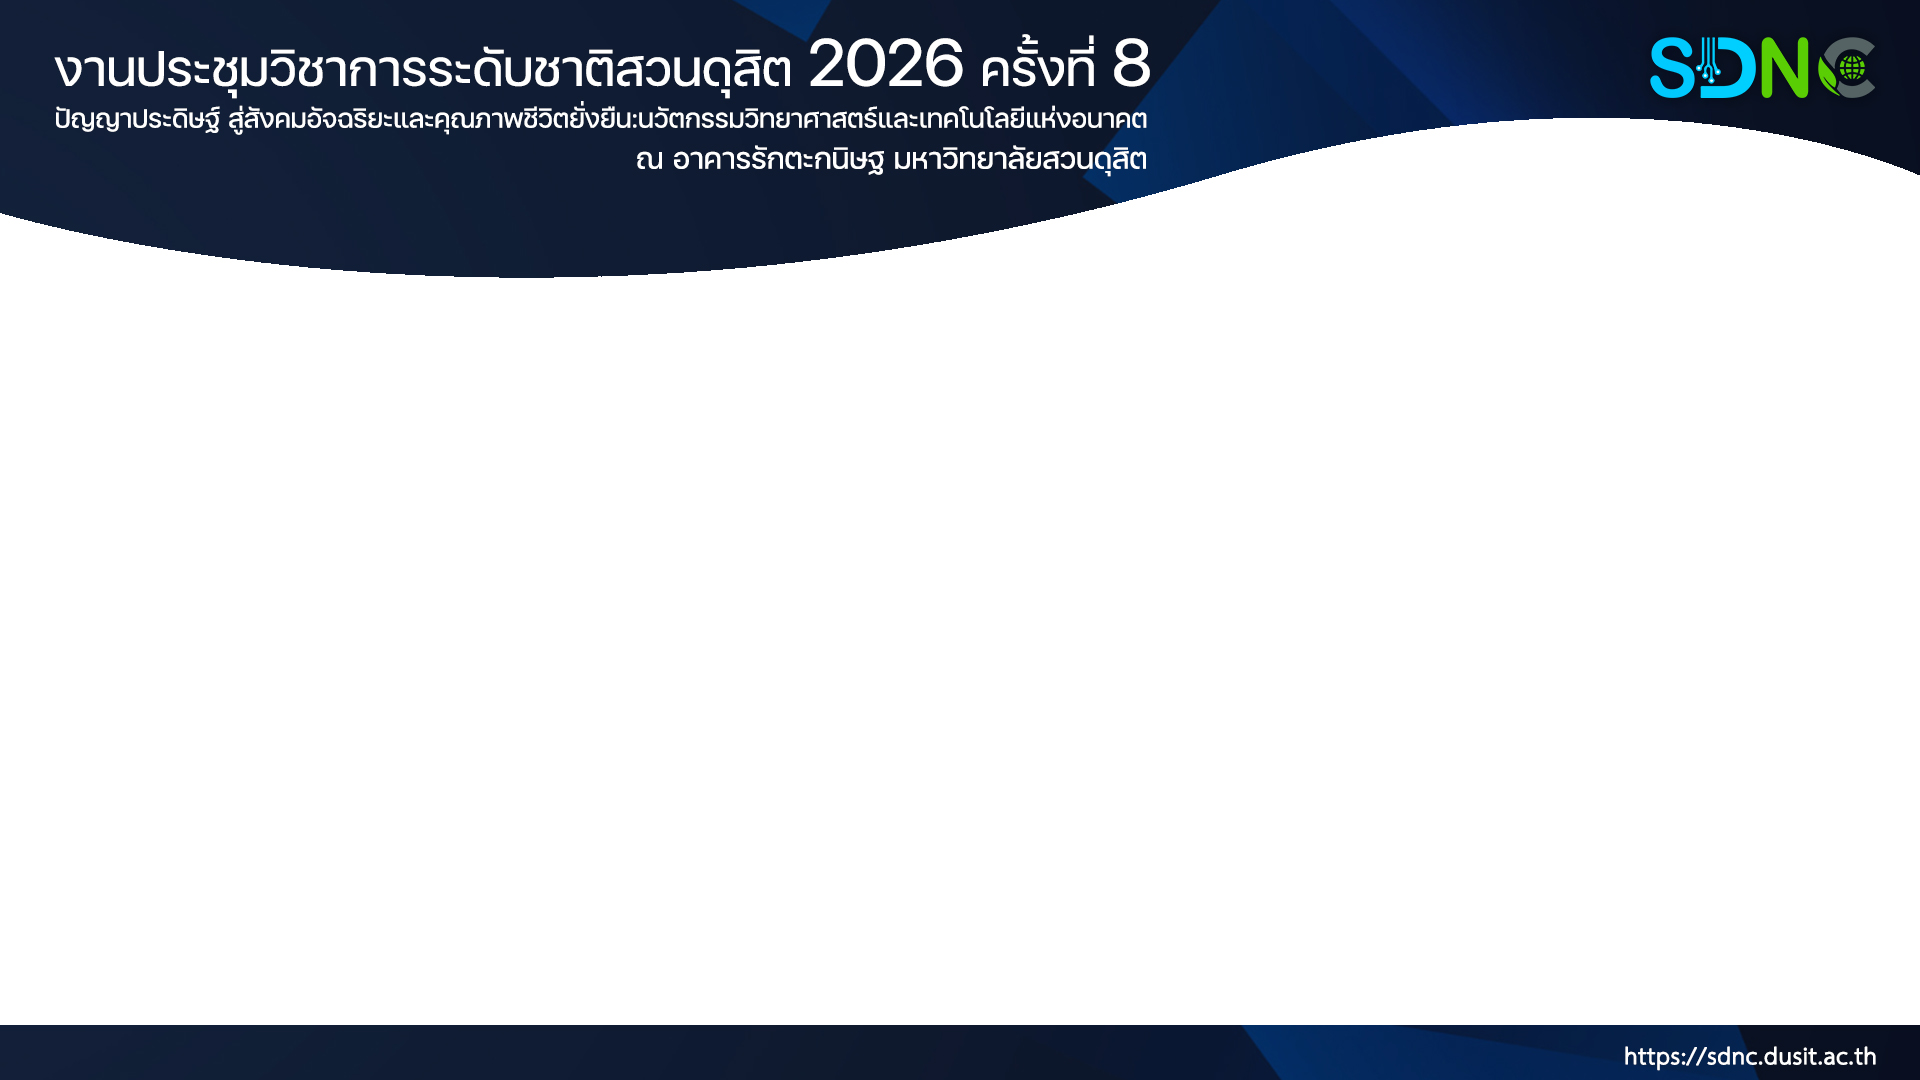 งานประชุมวิชาการระดับชาติสวนดุสิต 2026 ครั้งที่ 8
SDNC
ปัญญาประดิษฐ์ สู่สังคมอัจฉริยะและคุณภาพชีวิตยั่งยืน:นวัตกรรมวิทยาศาสตร์และเทคโนโลยีแห่งอนาคต
ณ อาคารรักตะกนิษฐ มหาวิทยาลัยสวนดุสิต
https://sdnc.dusit.ac.th